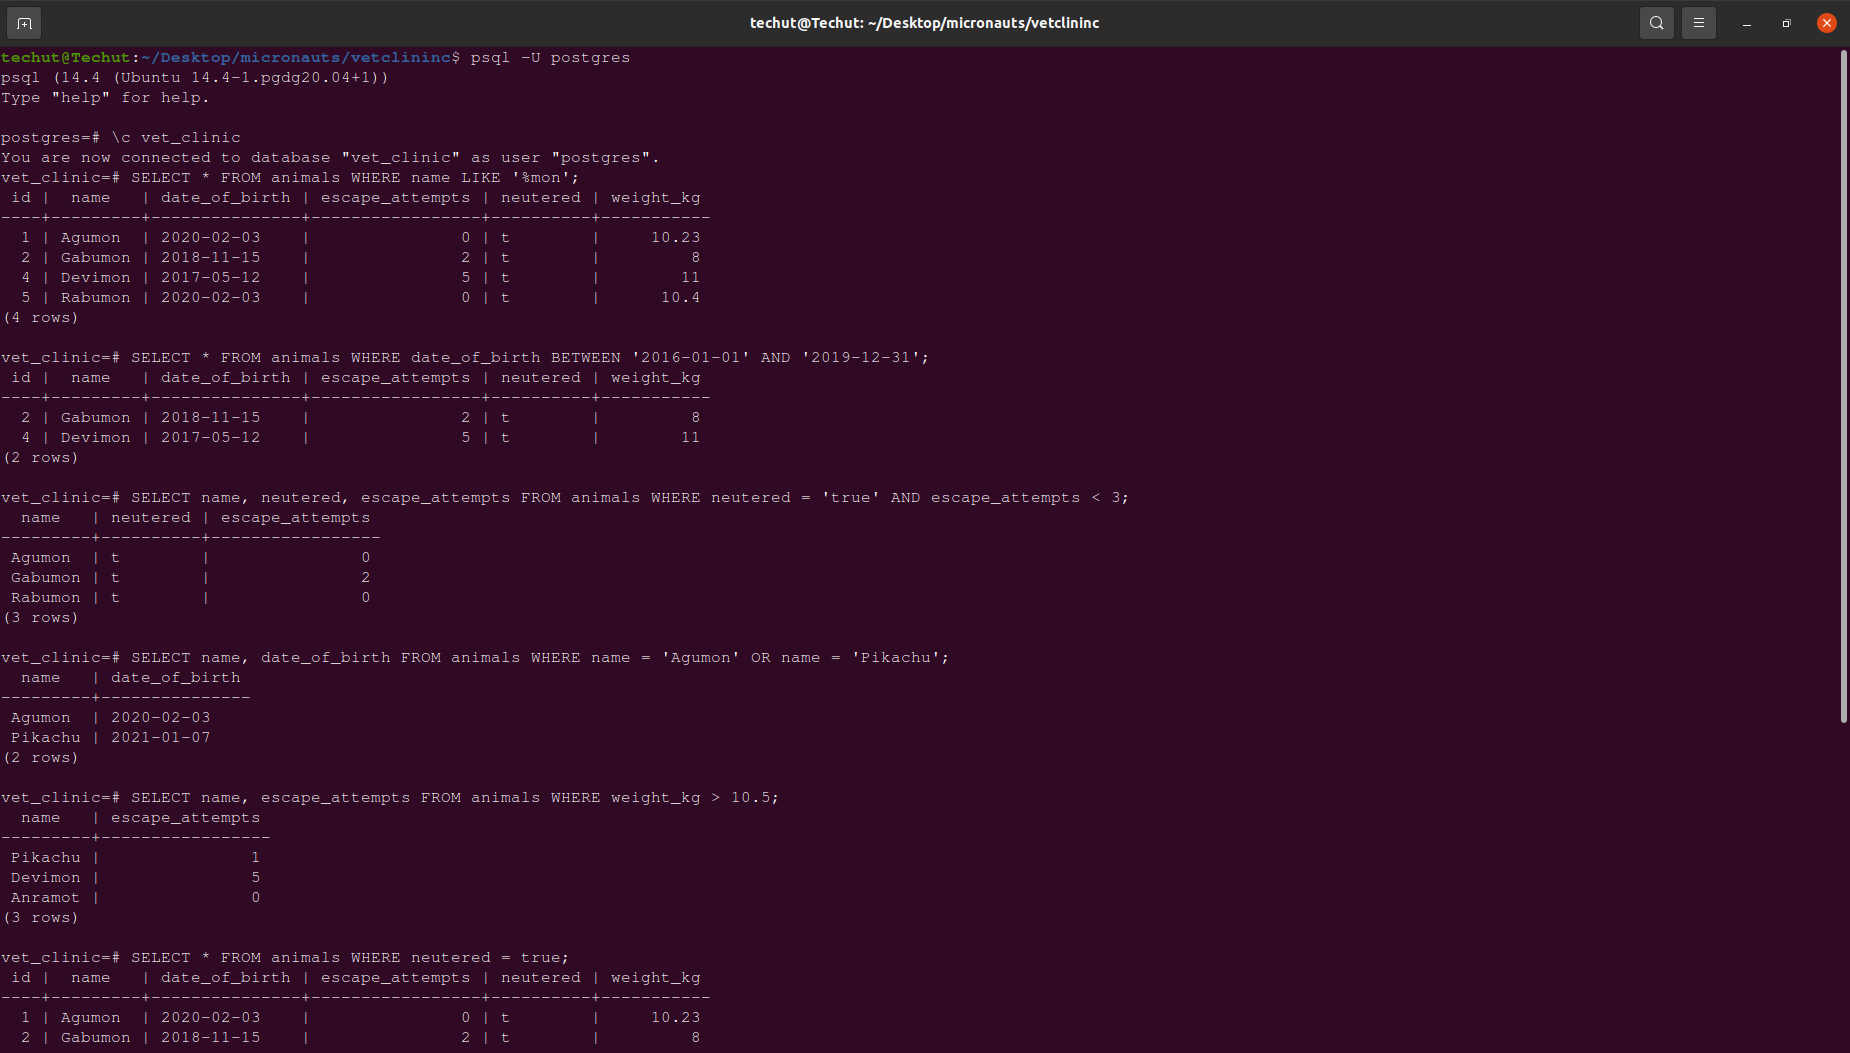 techut@Techut: ~/Desktop/micronauts/vetclininc
techut@Techut:~/Desktop/micronauts/vetclininc$ psql -U postgres
psql (14.4 (Ubuntu 14.4-1.pgdg20.04+1))
Type "help" for help.

postgres=# \c vet_clinic
You are now connected to database "vet_clinic" as user "postgres".
vet_clinic=# SELECT * FROM animals WHERE name LIKE '%mon';
 id |  name   | date_of_birth | escape_attempts | neutered | weight_kg
----+---------+---------------+-----------------+----------+-----------
  1 | Agumon  | 2020-02-03    |               0 | t        |     10.23
  2 | Gabumon | 2018-11-15    |               2 | t        |         8
  4 | Devimon | 2017-05-12    |               5 | t        |        11
  5 | Rabumon | 2020-02-03    |               0 | t        |      10.4
(4 rows)

vet_clinic=# SELECT * FROM animals WHERE date_of_birth BETWEEN '2016-01-01' AND '2019-12-31';
 id |  name   | date_of_birth | escape_attempts | neutered | weight_kg
----+---------+---------------+-----------------+----------+-----------
  2 | Gabumon | 2018-11-15    |               2 | t        |         8
  4 | Devimon | 2017-05-12    |               5 | t        |        11
(2 rows)

vet_clinic=# SELECT name, neutered, escape_attempts FROM animals WHERE neutered = 'true' AND escape_attempts < 3;
  name   | neutered | escape_attempts
---------+----------+-----------------
 Agumon  | t        |               0
 Gabumon | t        |               2
 Rabumon | t        |               0
(3 rows)

vet_clinic=# SELECT name, date_of_birth FROM animals WHERE name = 'Agumon' OR name = 'Pikachu';
  name   | date_of_birth
---------+---------------
 Agumon  | 2020-02-03
 Pikachu | 2021-01-07
(2 rows)

vet_clinic=# SELECT name, escape_attempts FROM animals WHERE weight_kg > 10.5;
  name   | escape_attempts
---------+-----------------
 Pikachu |               1
 Devimon |               5
 Anramot |               0
(3 rows)

vet_clinic=# SELECT * FROM animals WHERE neutered = true;
 id |  name   | date_of_birth | escape_attempts | neutered | weight_kg
----+---------+---------------+-----------------+----------+-----------
  1 | Agumon  | 2020-02-03    |               0 | t        |     10.23
  2 | Gabumon | 2018-11-15    |               2 | t        |         8